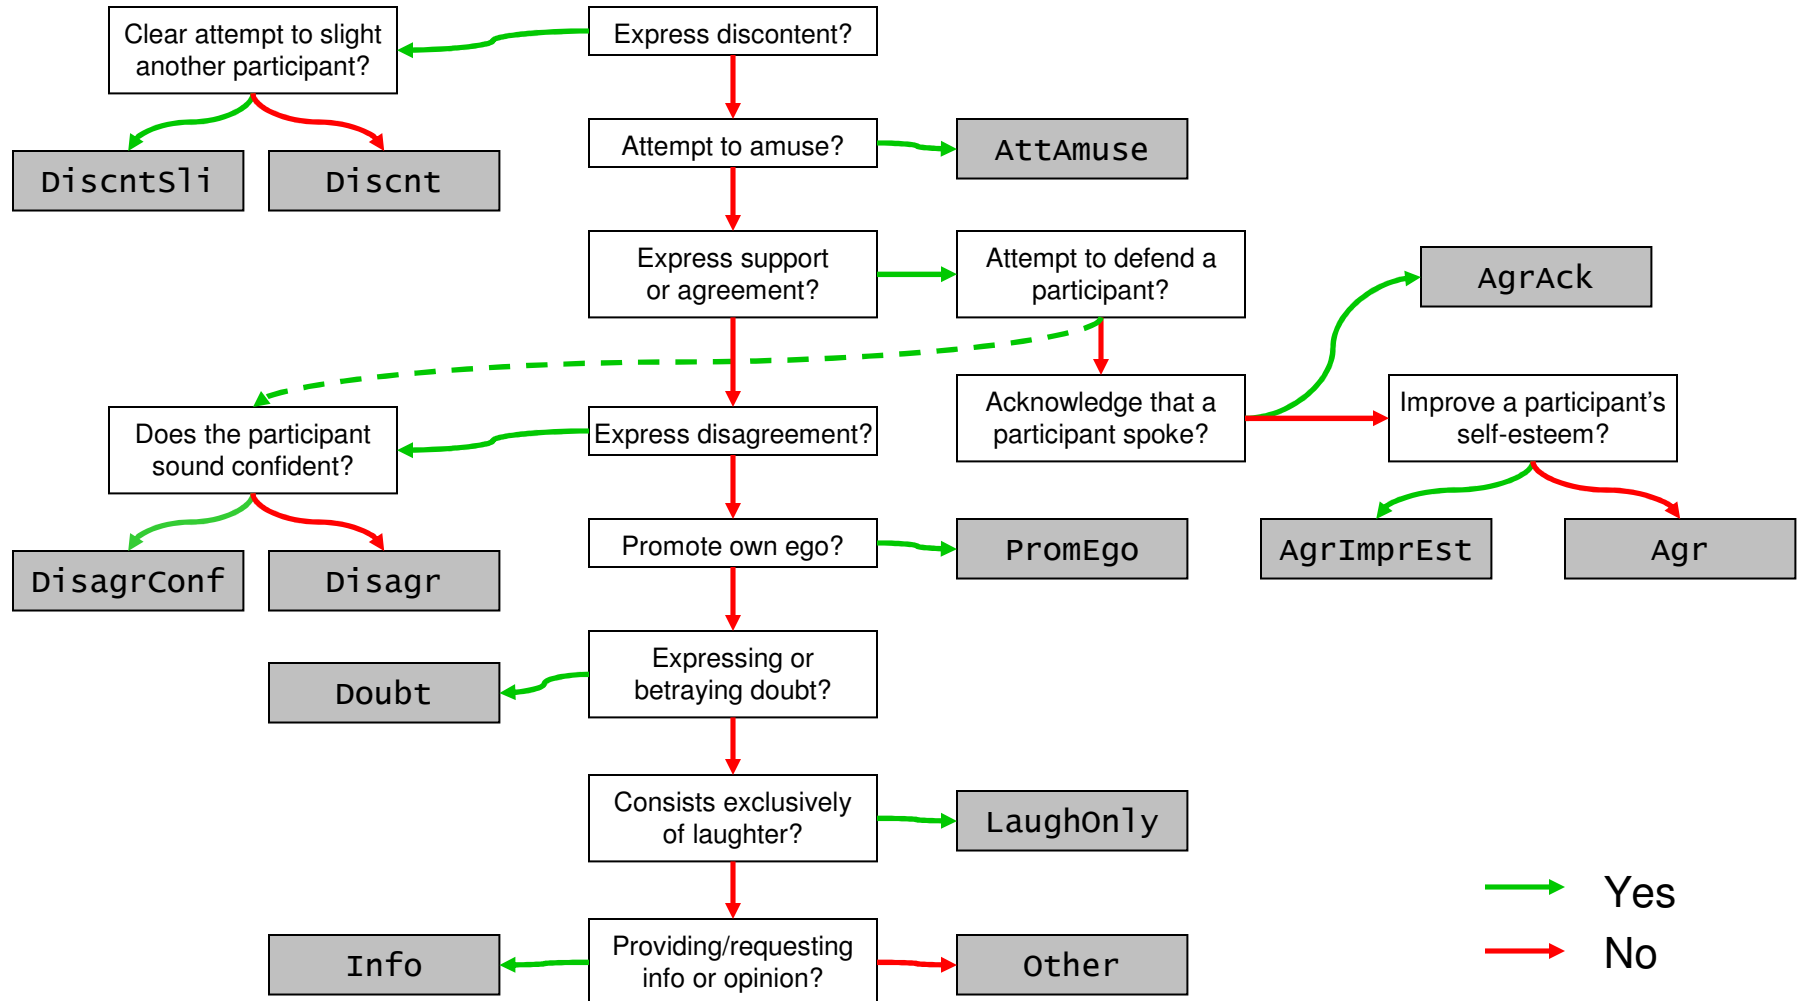 Clear attempt to slight
another participant?
Express discontent?
DiscntSli
Discnt
Attempt to amuse?
AttAmuse
Express support
or agreement?
Attempt to defend a
participant?
AgrAck
Acknowledge that a
participant spoke?
Improve a participant's
self-esteem?
Does the participant
sound confident?
Express disagreement?
DisagrConf
Disagr
Promote own ego?
PromEgo
AgrImprEst
Agr
Expressing or
betraying doubt?
Doubt
Consists exclusively
of laughter?
LaughOnly
Yes
No
Info
Providing/requesting
info or opinion?
Other